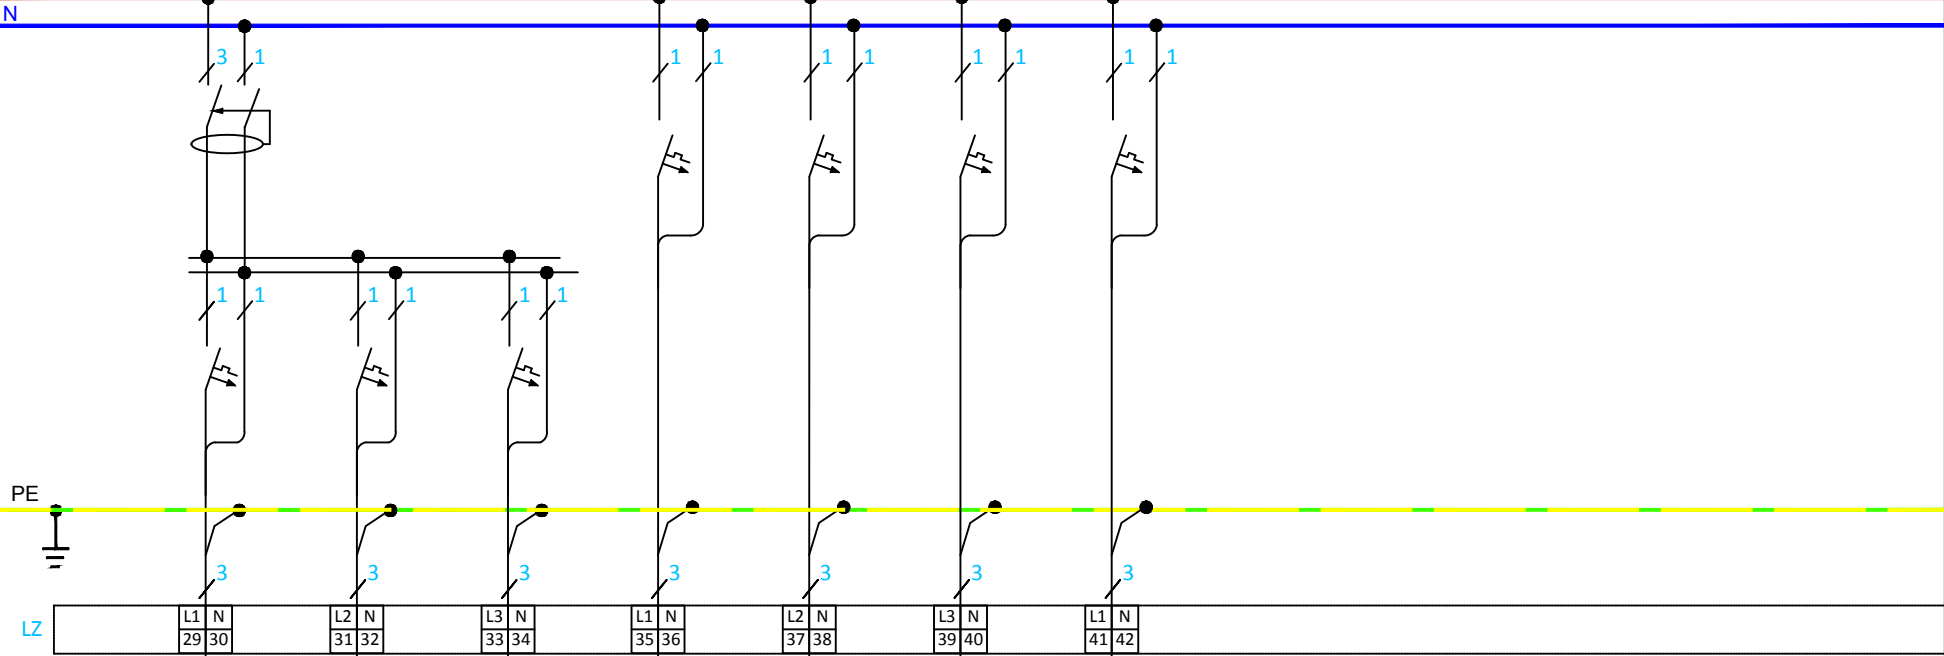 N
3 1 1 1 1 1 1 1 1 1
1 1 1 1 1 1
PE
3 3 3 3 3 3 3
LZ
L1 N L2 N L3 N L1 N L2 N L3 N L1 N
29 30 31 32 33 34 35 36 37 38 39 40 41 42